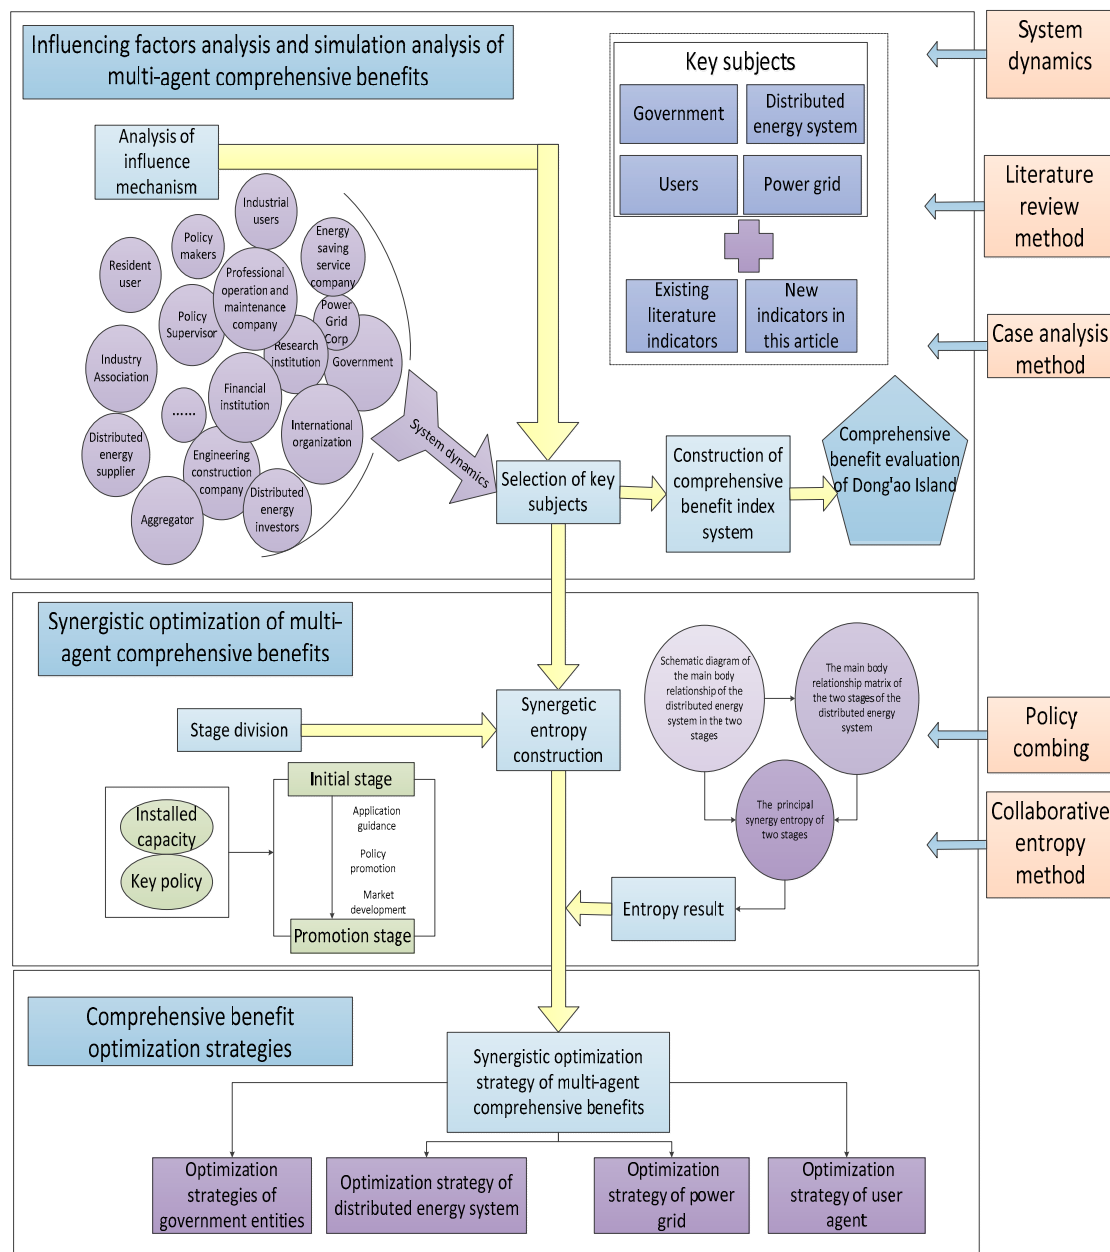 Influencing factors analysis and simulation analysis of
multi-agent comprehensive benefits
Key subjects
Government
Distributed
energy system
Users
Power grid
Existing
literature
indicators
New
indicators in
this article
System
dynamics
Literature
review
method
Case analysis
method
Analysis of
influence
mechanism
Industrial
users
Policy
makers
Energy
saving
service
company
Resident
user
Professional
operation and
maintenance
company
Policy
Supervisor
Power
Grid
Corp
Research
institution
Government
Industry
Association
Financial
institution
......
International
organization
Distributed
energy
supplier
Engineering
construction
company
Distributed
energy
investors
Aggregator
System dynamics
Selection of key
subjects
Construction of
comprehensive
benefit index
system
Comprehensive
benefit evaluation
of Dong'ao Island
Synergistic optimization of multi-
agent comprehensive benefits
Stage division
Synergetic
entropy
construction
Schematic diagram of
the main body
relationship of the
distributed energy
system in the two
stages
The main body
relationship matrix of
the two stages of the
distributed energy
system
The principal
synergy entropy of
two stages
Policy
combing
Collaborative
entropy
method
Installed
capacity
Key policy
Initial stage
Application
guidance
Policy
promotion
Market
development
Promotion stage
Entropy result
Comprehensive benefit
optimization strategies
Synergistic optimization
strategy of multi-agent
comprehensive benefits
Optimization
strategies of
government entities
Optimization strategy of
distributed energy system
Optimization
strategy of power
grid
Optimization
strategy of user
agent